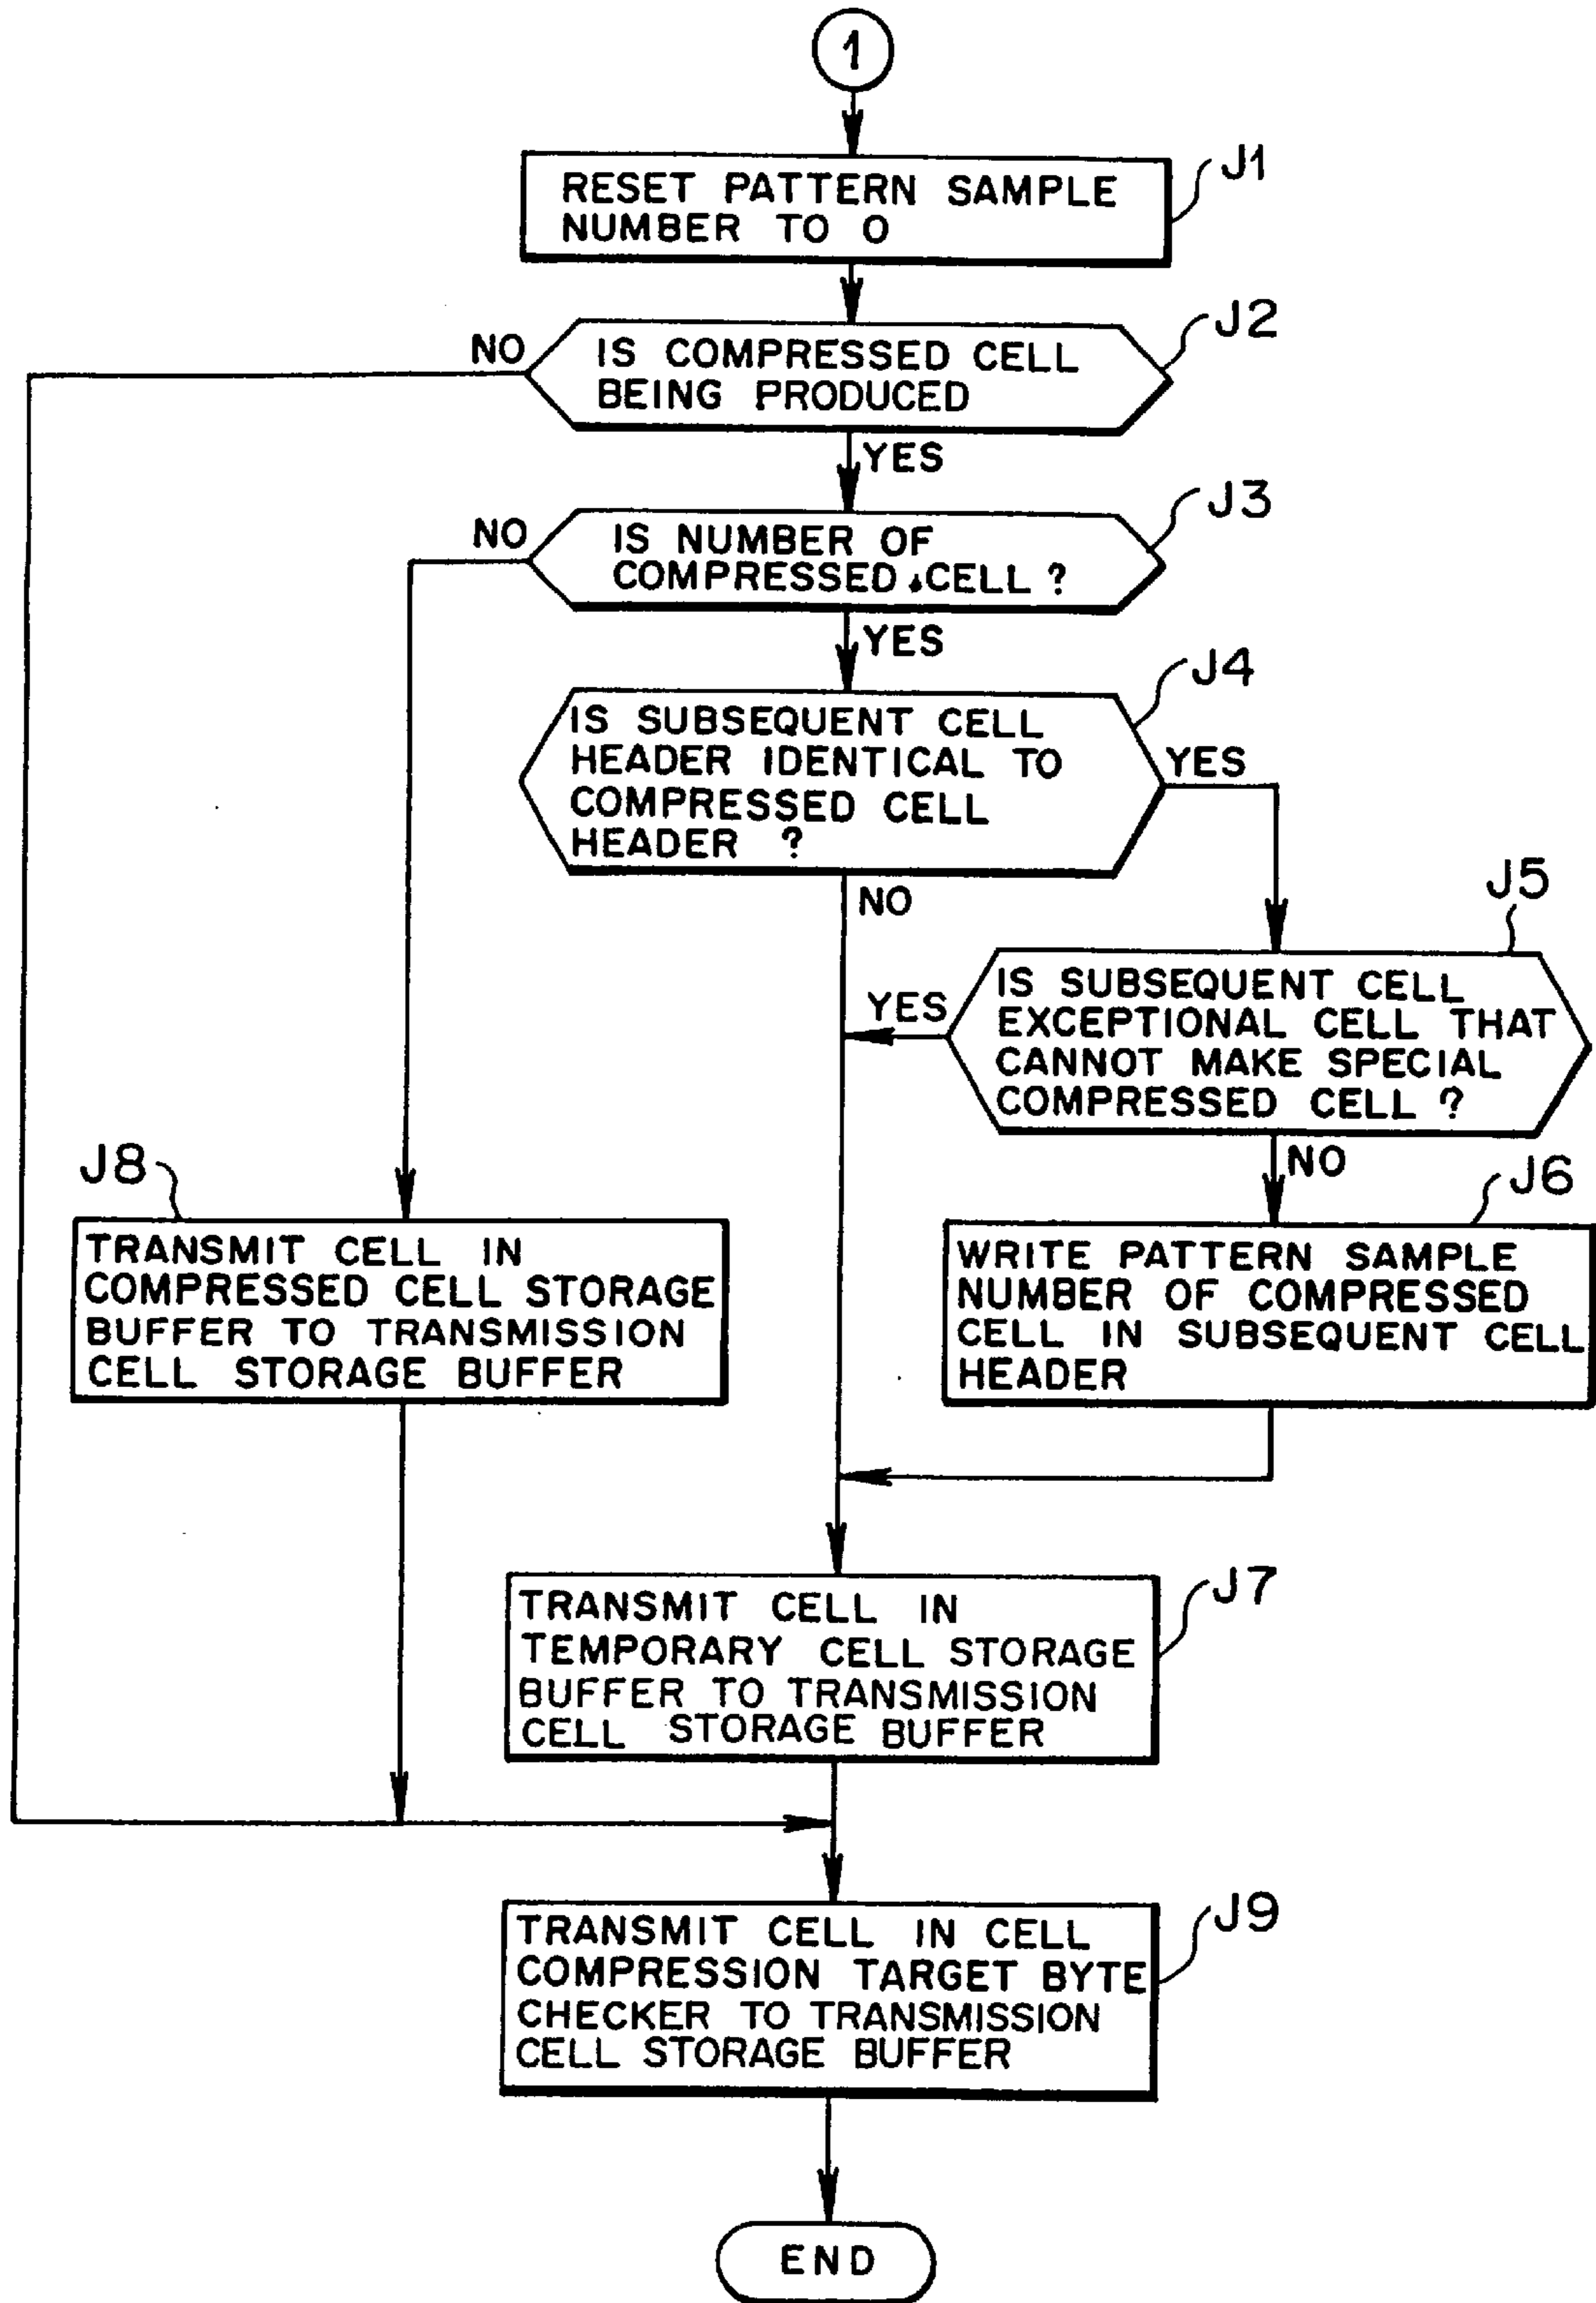 1
J1
RESET PATTERN SAMPLE
NUMBER TO 0
J2
NO
IS COMPRESSED CELL
BEING PRODUCED
YES
J3
NO
IS NUMBER OF
COMPRESSED CELL ?
YES
J4
IS SUBSEQUENT CELL
HEADER IDENTICAL TO
COMPRESSED CELL
HEADER ?
YES
NO
J5
IS SUBSEQUENT CELL
EXCEPTIONAL CELL THAT
CANNOT MAKE SPECIAL
COMPRESSED CELL ?
YES
NO
J8
TRANSMIT CELL IN
COMPRESSED CELL STORAGE
BUFFER TO TRANSMISSION
CELL STORAGE BUFFER
J6
WRITE PATTERN SAMPLE
NUMBER OF COMPRESSED
CELL IN SUBSEQUENT CELL
HEADER
J7
TRANSMIT CELL IN
TEMPORARY CELL STORAGE
BUFFER TO TRANSMISSION
CELL STORAGE BUFFER
J9
TRANSMIT CELL IN CELL
COMPRESSION TARGET BYTE
CHECKER TO TRANSMISSION
CELL STORAGE BUFFER
END